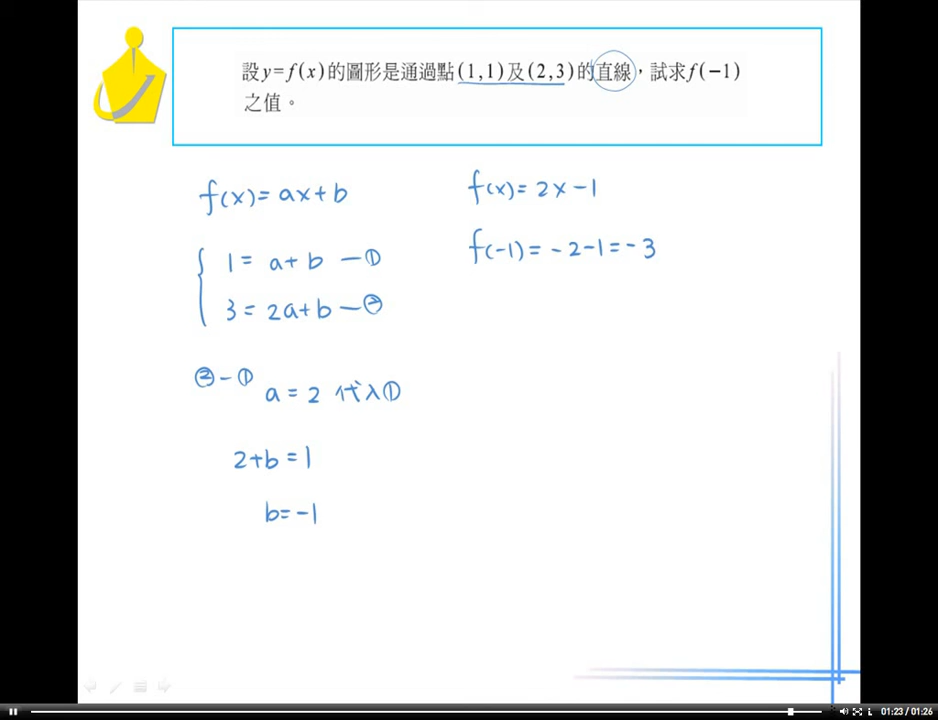 設y=f(x)的圖形是通過點(1,1)及(2,3)的直線，試求f(−1)
之值。
f(x)= ax+b
1= a+b —①
3= 2a+b —②
②−① a=2 代入①
2+b=1
b=-1
f(x)= 2x-1
f(-1)= -2-1=-3
01:23 / 01:26